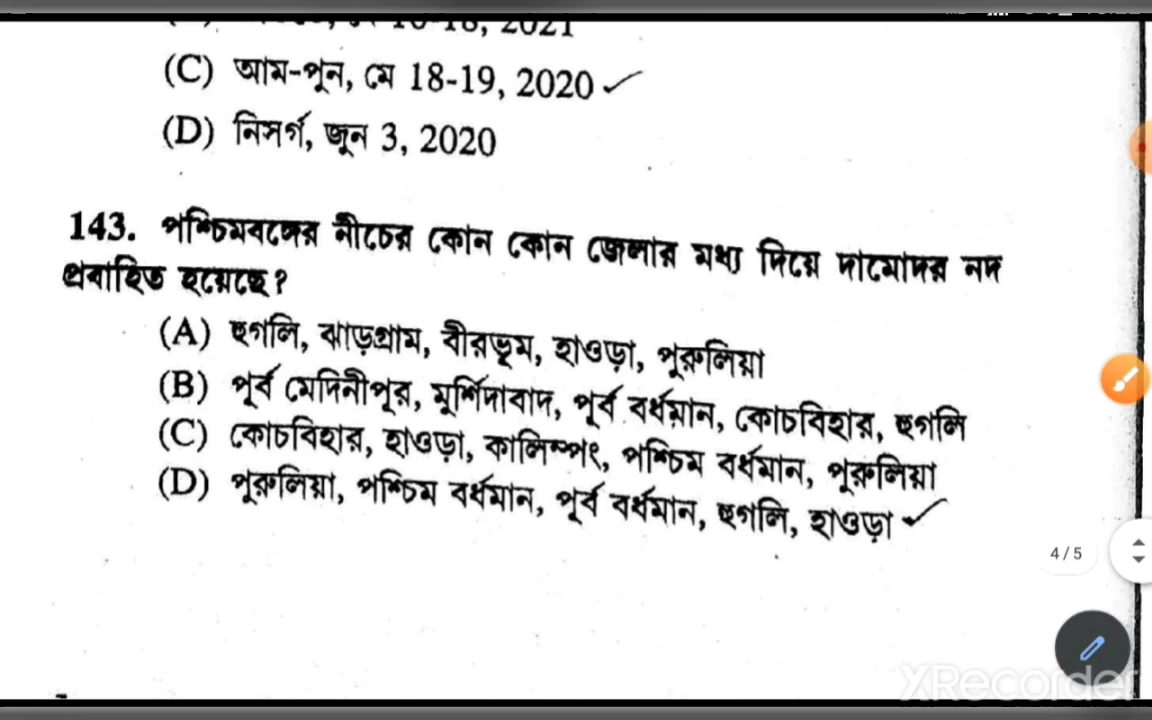 2021
(C) আম-পুন, মে 18-19, 2020
(D) নিসর্গ, জুন 3, 2020
143. পশ্চিমবঙ্গের নীচের কোন কোন জেলার মধ্য দিয়ে দামোদর নদ
প্রবাহিত হয়েছে?
(A) হুগলি, ঝাড়গ্রাম, বীরভূম, হাওড়া, পুরুলিয়া
(B) পূর্ব মেদিনীপুর, মুর্শিদাবাদ, পূর্ব বর্ধমান, কোচবিহার, হুগলি
(C) কোচবিহার, হাওড়া, কালিম্পং, পশ্চিম বর্ধমান, পুরুলিয়া
(D) পুরুলিয়া, পশ্চিম বর্ধমান, পূর্ব বর্ধমান, হুগলি, হাওড়া
4/5
XRecorder